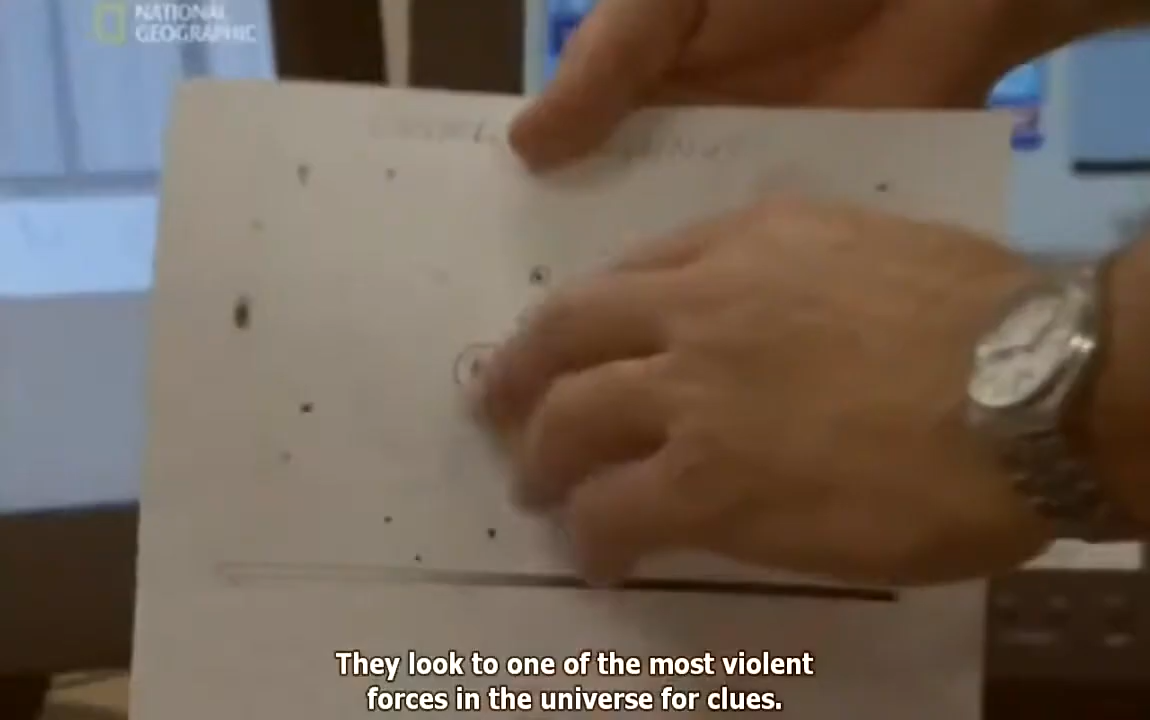 NATIONAL
GEOGRAPHIC
They look to one of the most violent
forces in the universe for clues.